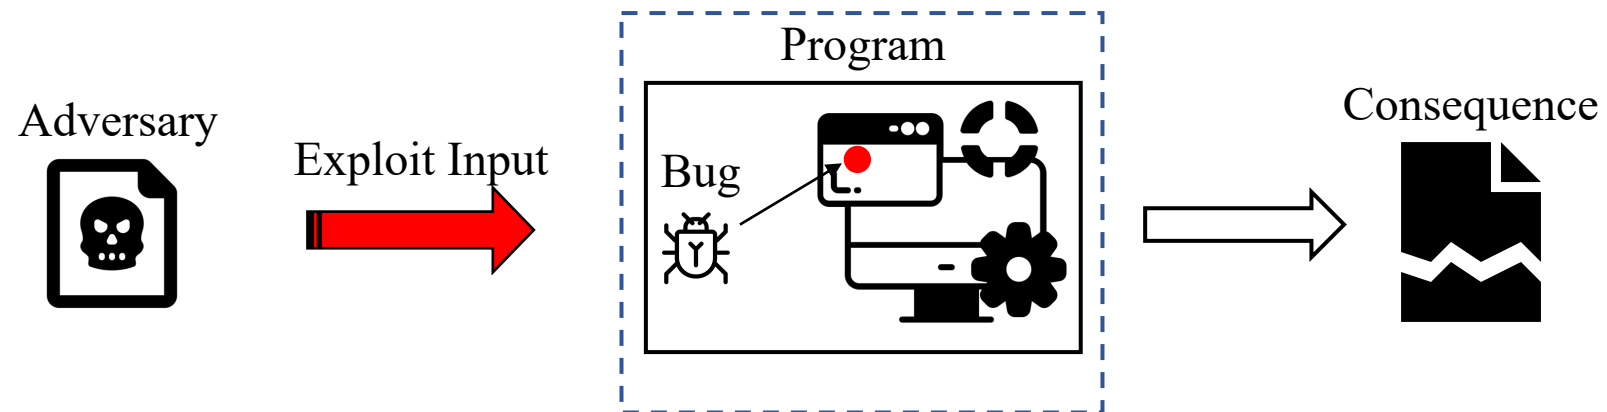 Program
Adversary
Exploit Input
Bug
Consequence